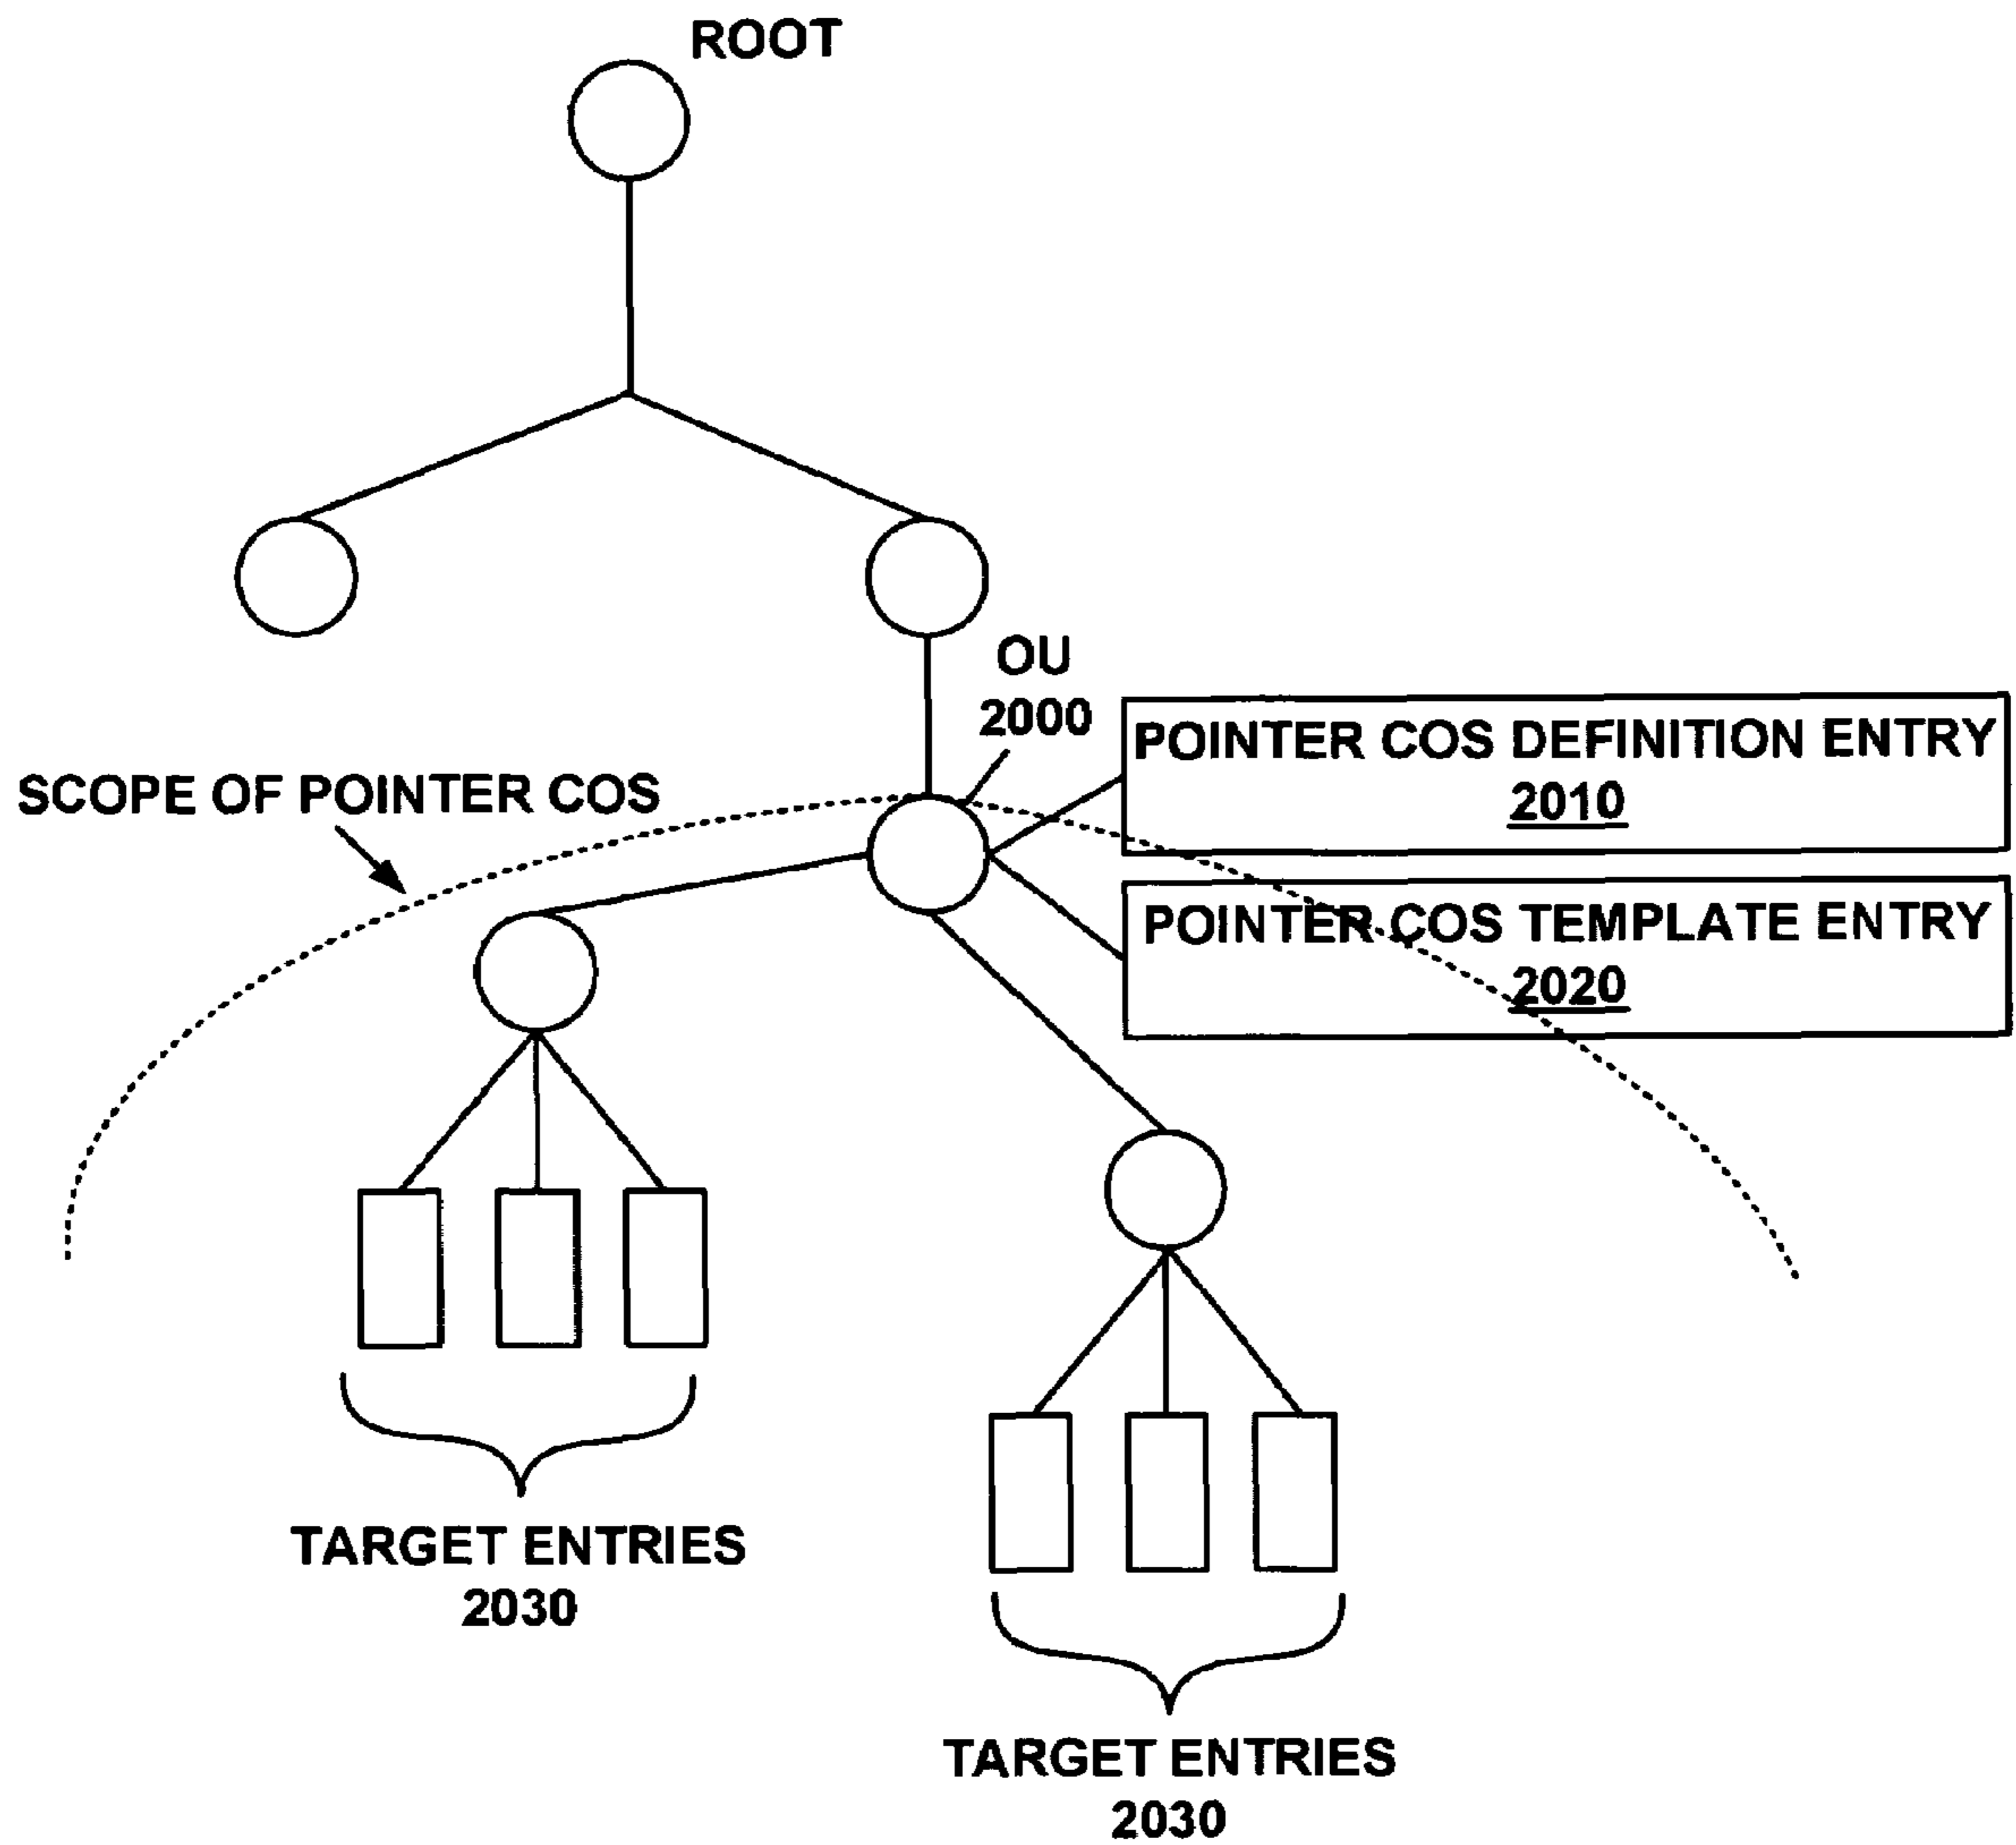 ROOT
OU
2000
POINTER COS DEFINITION ENTRY
2010
SCOPE OF POINTER COS
POINTER COS TEMPLATE ENTRY
2020
TARGET ENTRIES
2030
TARGET ENTRIES
2030